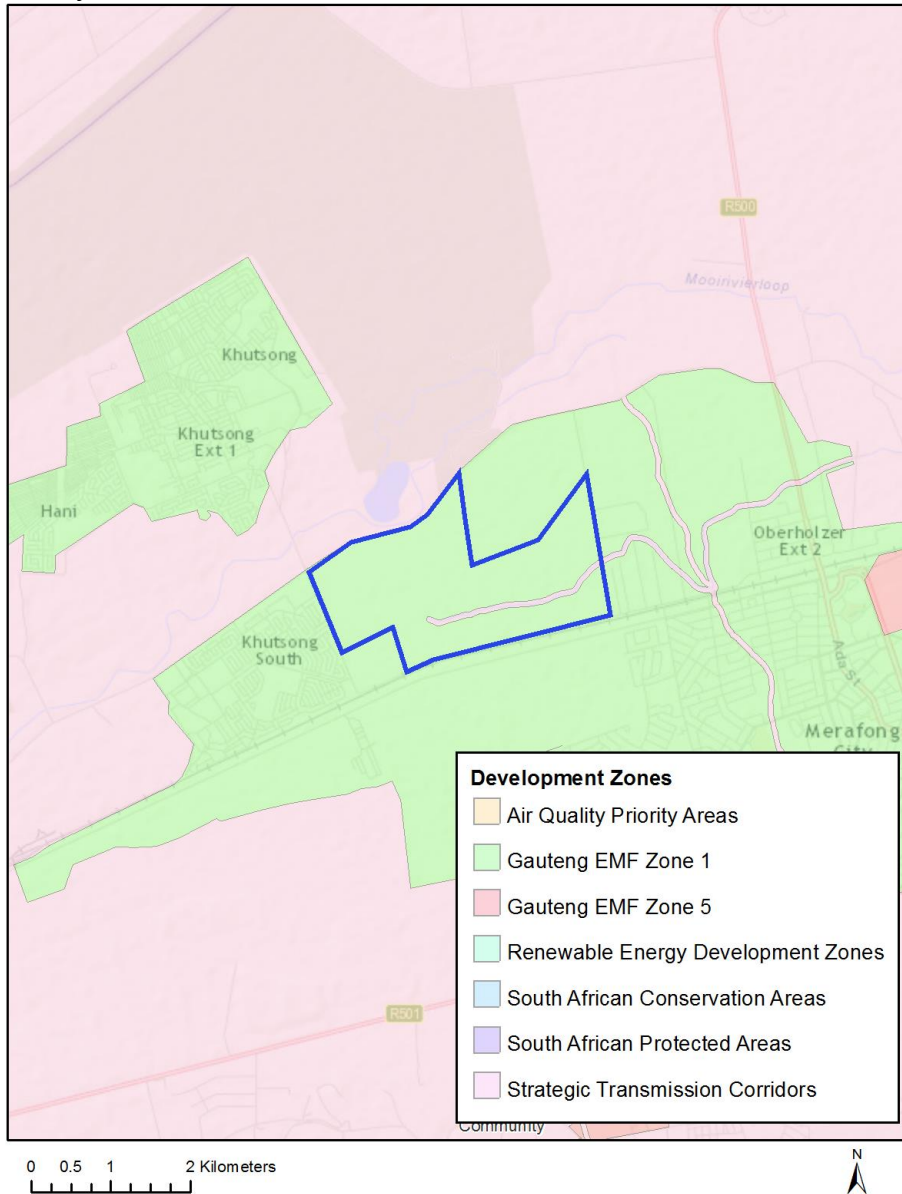 R500
Mooirivierloop
Khutsong
Khutsong
Ext 1
Hani
Oberholzer
Ext 2
Khutsong
South
Ada St
Merafong
City
Development Zones
Air Quality Priority Areas
Gauteng EMF Zone 1
Gauteng EMF Zone 5
Renewable Energy Development Zones
South African Conservation Areas
South African Protected Areas
Strategic Transmission Corridors
R501
Community
0 0.5 1 2 Kilometers
N